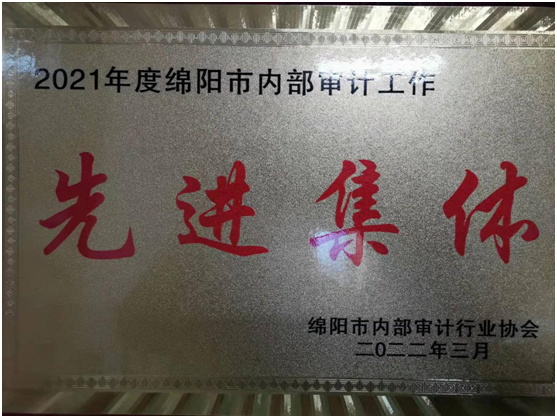 2021年度绵阳市内部审计工作
先进集体
绵阳市内部审计行业协会
二〇二二年三月